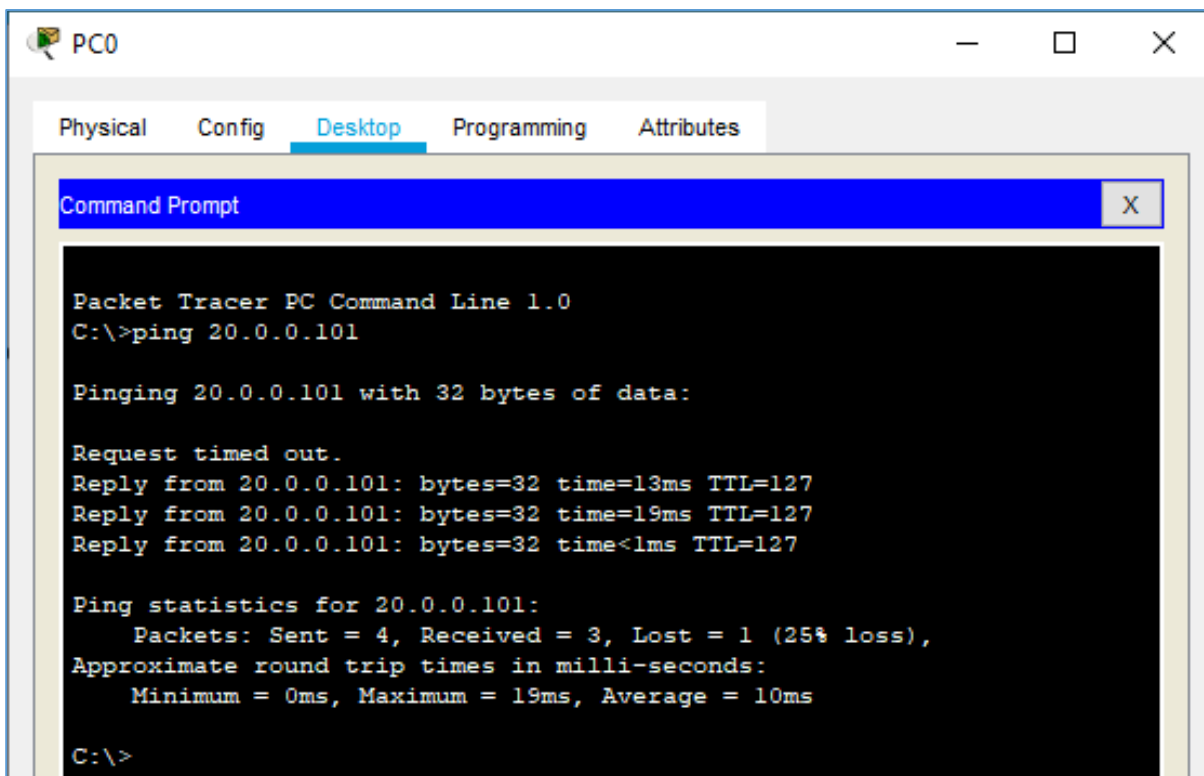 PC0
Physical Config Desktop Programming Attributes
Command Prompt X
Packet Tracer PC Command Line 1.0
C:\>ping 20.0.0.101
Pinging 20.0.0.101 with 32 bytes of data:
Request timed out.
Reply from 20.0.0.101: bytes=32 time=13ms TTL=127
Reply from 20.0.0.101: bytes=32 time=19ms TTL=127
Reply from 20.0.0.101: bytes=32 time<1ms TTL=127
Ping statistics for 20.0.0.101:
    Packets: Sent = 4, Received = 3, Lost = 1 (25% loss),
Approximate round trip times in milli-seconds:
    Minimum = 0ms, Maximum = 19ms, Average = 10ms
C:\>